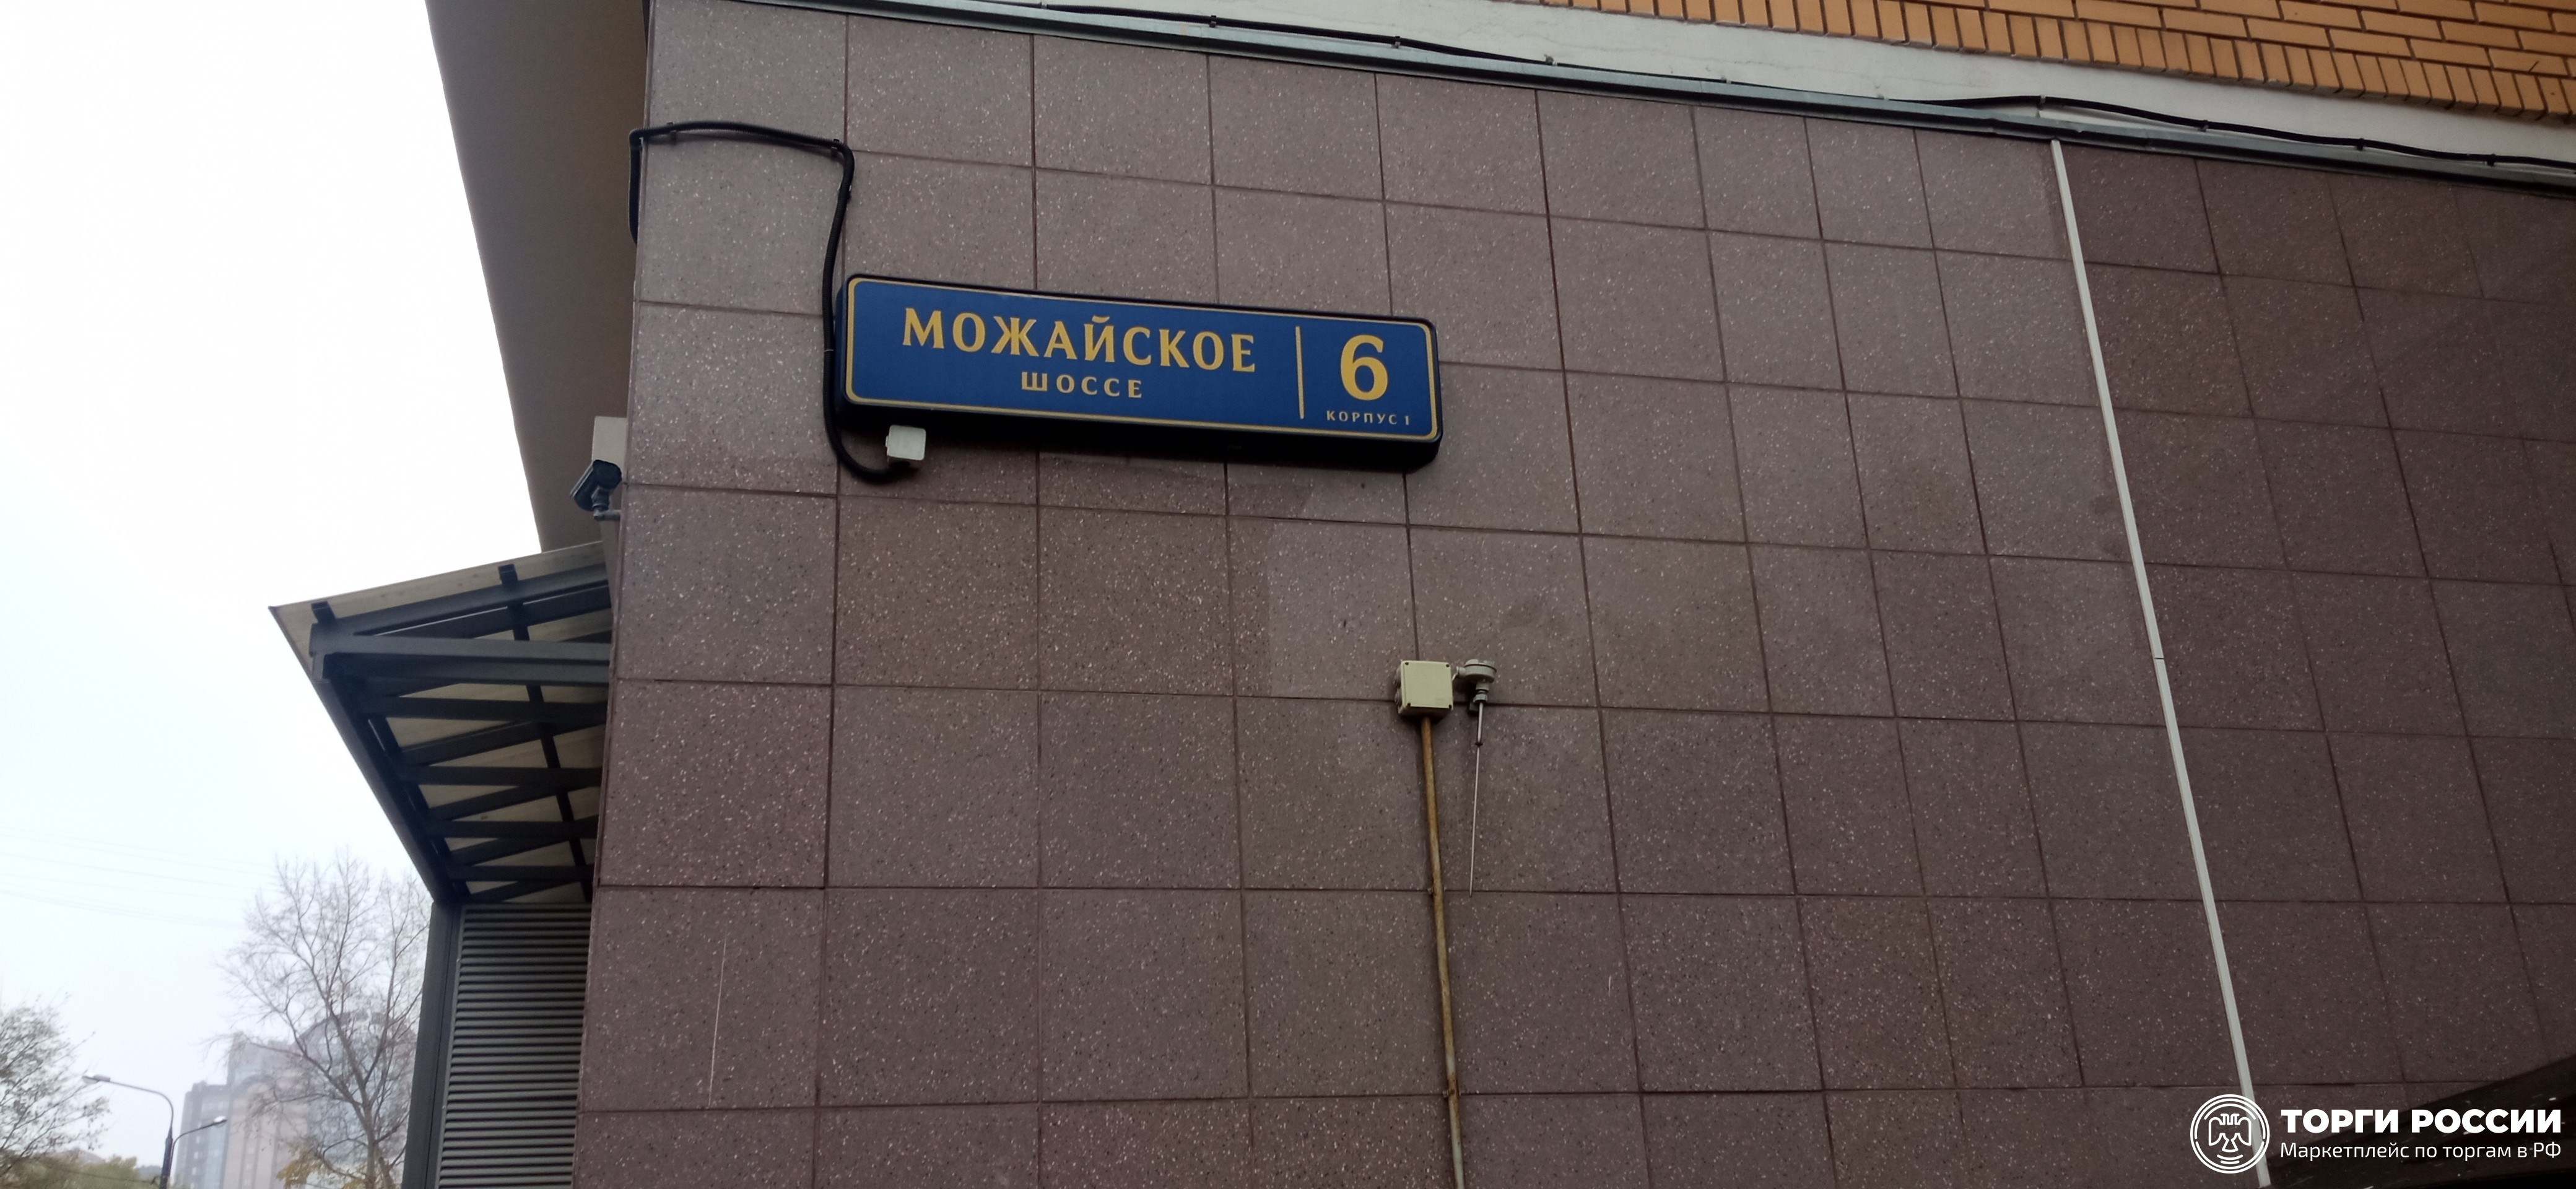 МОЖАЙСКОЕ
ШОССЕ
6
КОРПУС 1
ТОРГИ РОССИИ
Маркетплейс по торгам в РФ